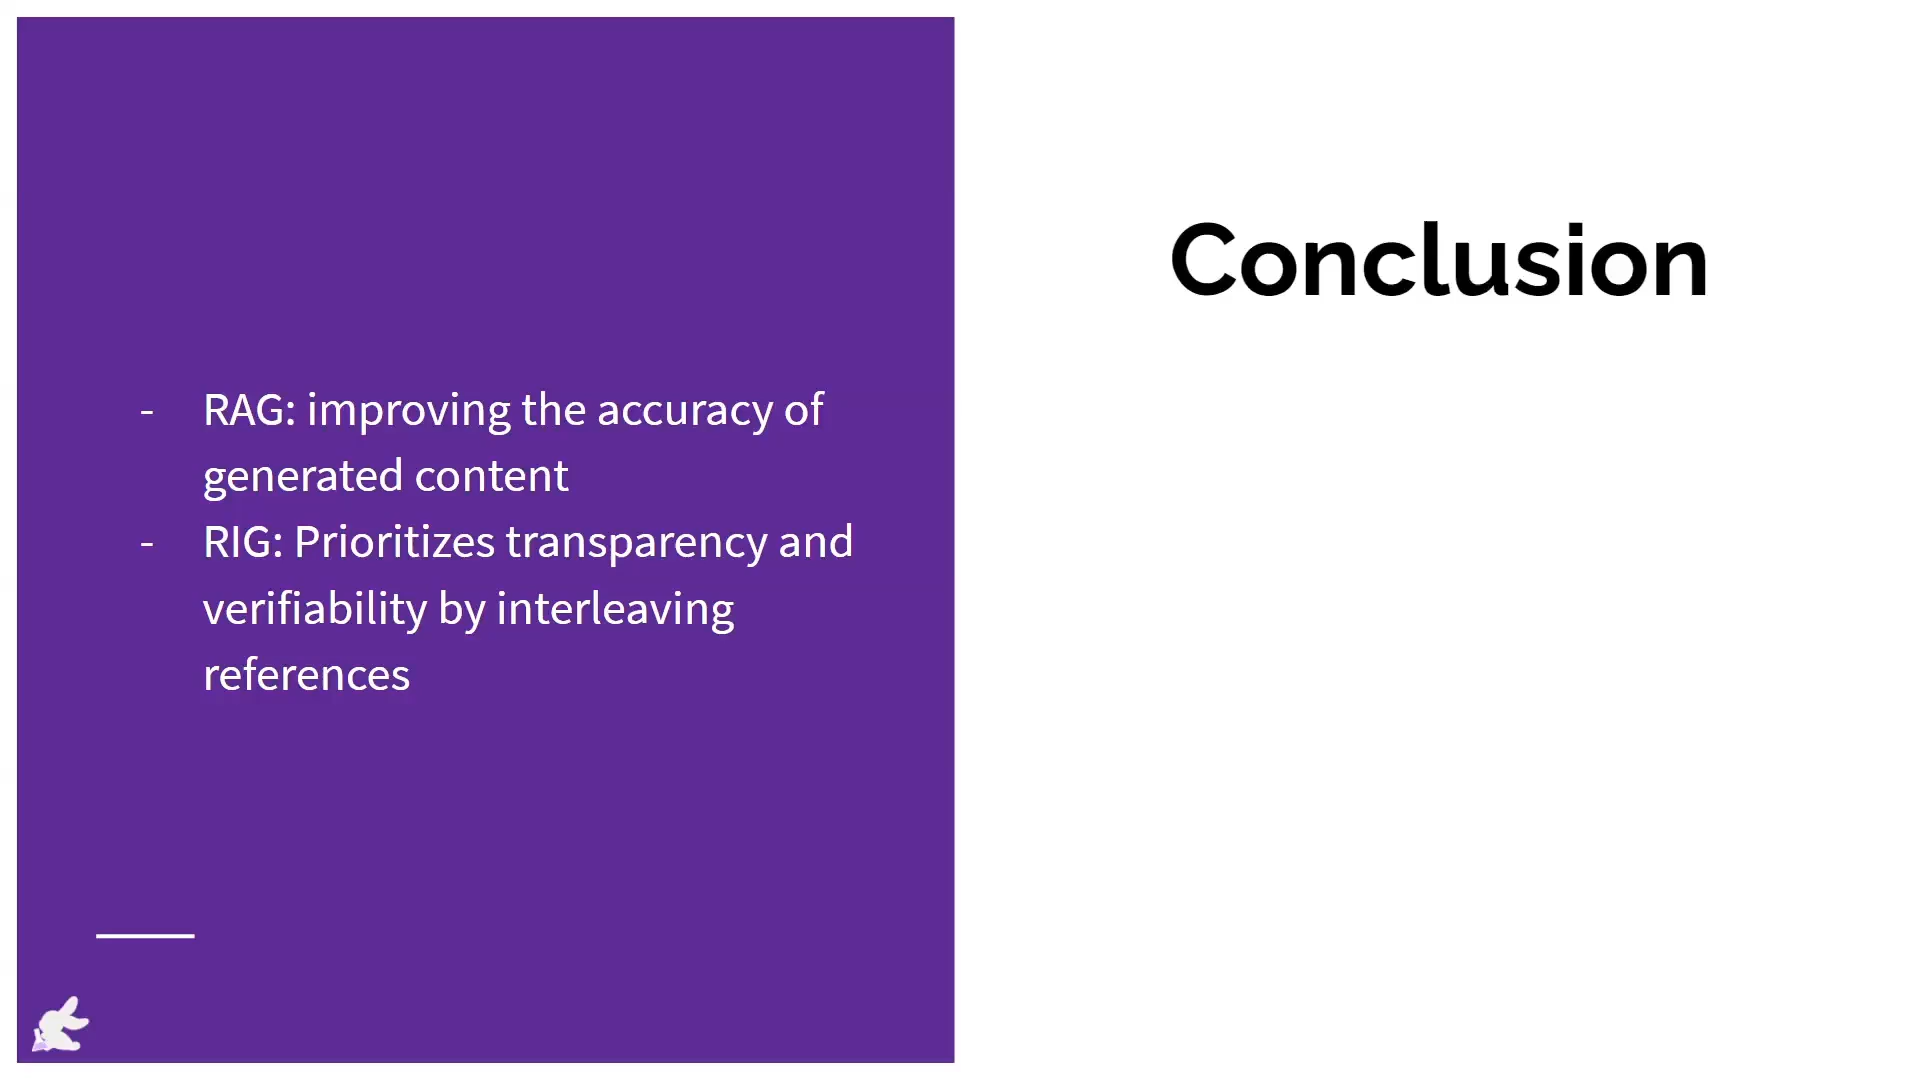 Conclusion
- RAG: improving the accuracy of
generated content
- RIG: Prioritizes transparency and
verifiability by interleaving
references